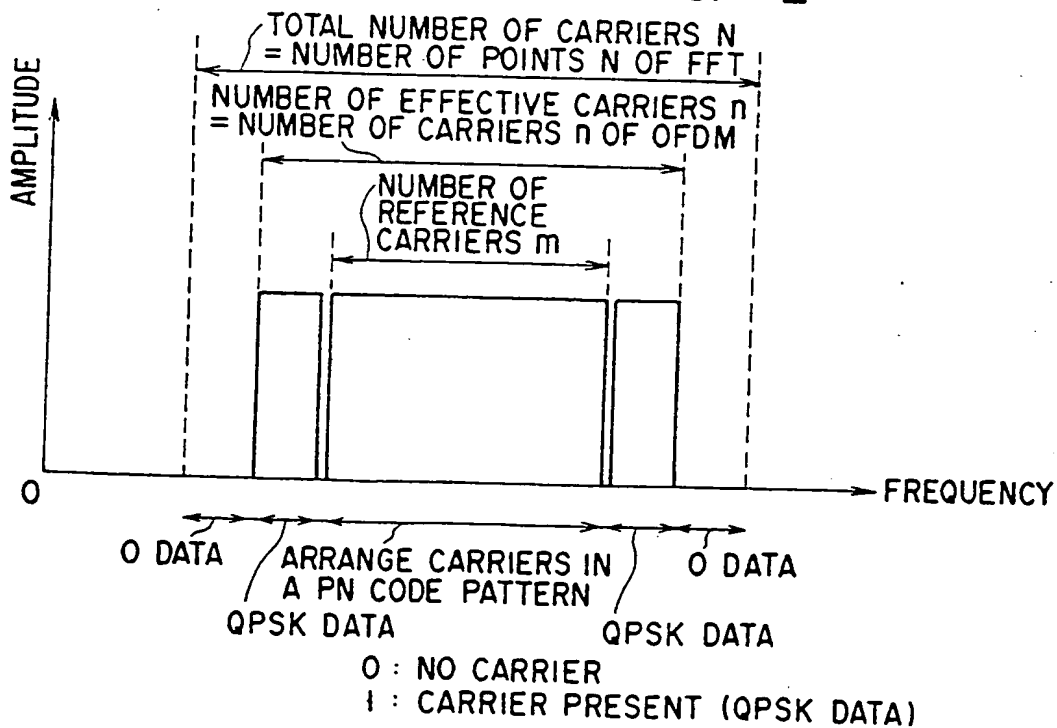 TOTAL NUMBER OF CARRIERS N
= NUMBER OF POINTS N OF FFT
NUMBER OF EFFECTIVE CARRIERS n
= NUMBER OF CARRIERS n OF OFDM
NUMBER OF
REFERENCE
CARRIERS m
AMPLITUDE
0
FREQUENCY
0 DATA
ARRANGE CARRIERS IN
A PN CODE PATTERN
0 DATA
QPSK DATA
QPSK DATA
0 : NO CARRIER
1 : CARRIER PRESENT (QPSK DATA)